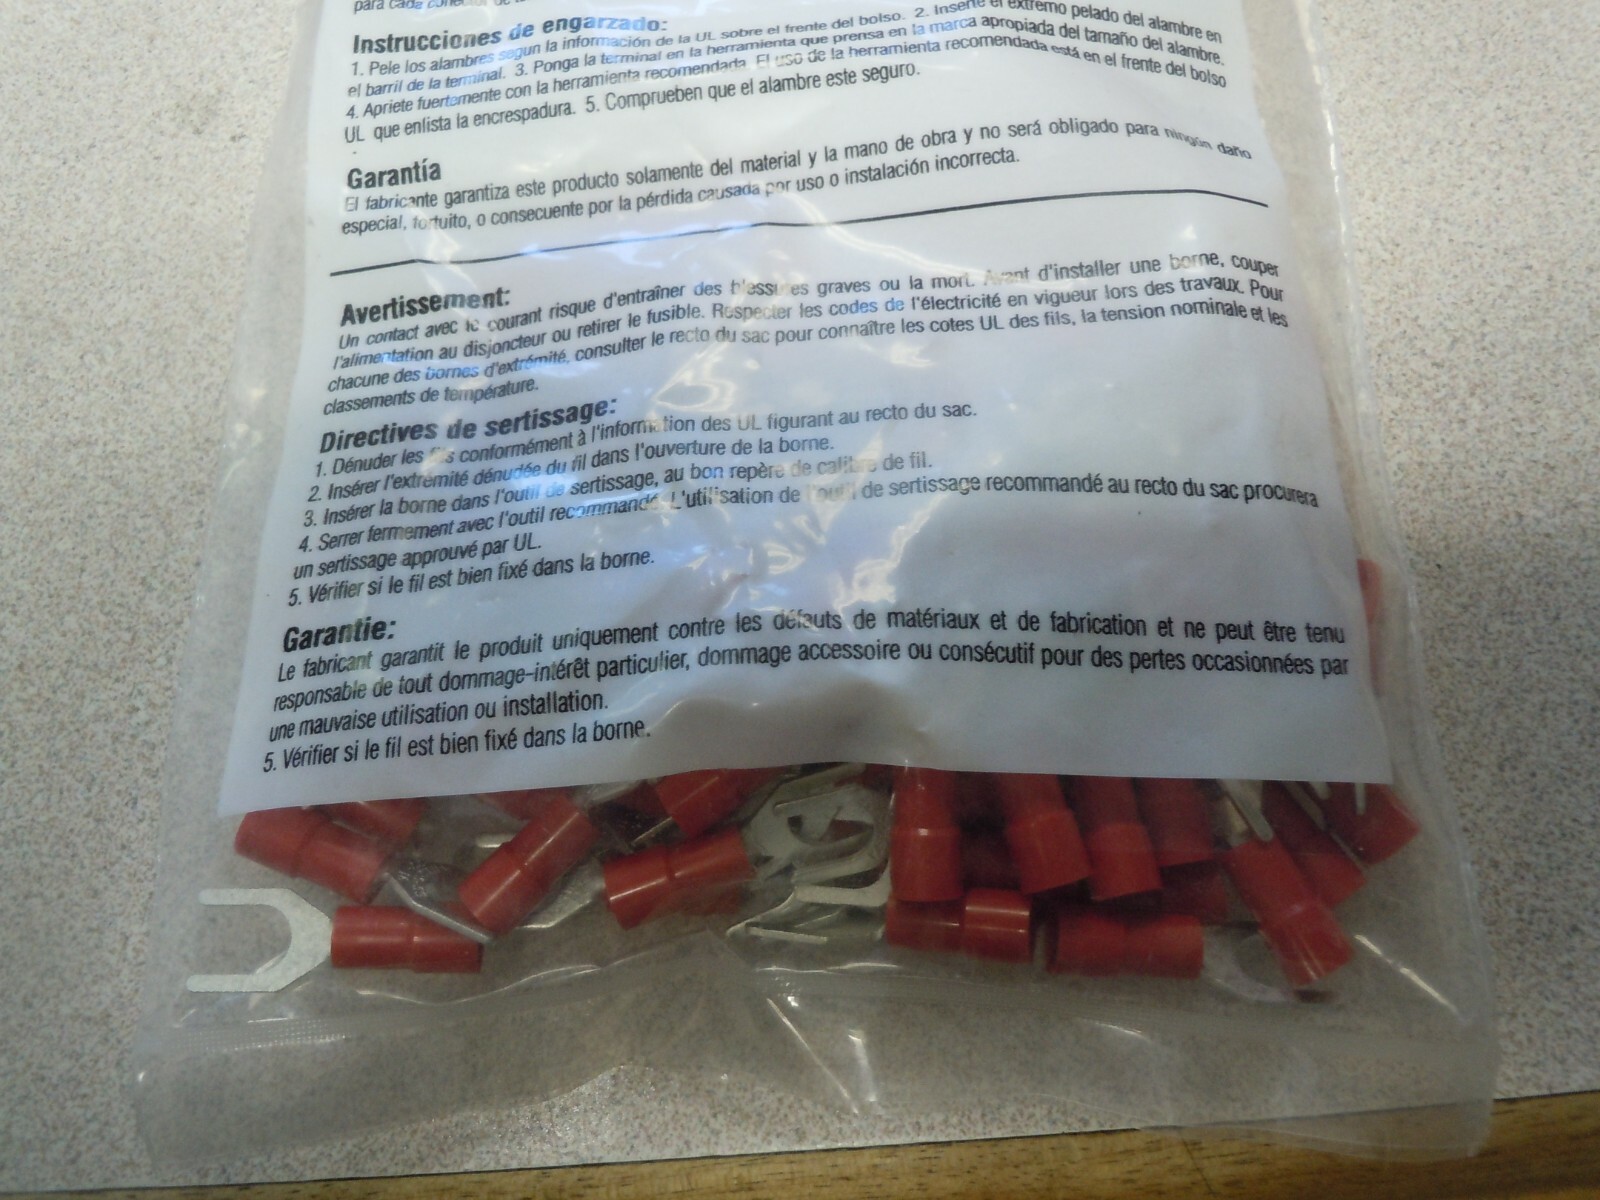 para cada
Instrucciones de engarzado:
1. Pele los alambres segun la información de la UL sobre el frente del bolso. 2. Inserte el extremo pelado del alambre en
el barril de la terminal. 3. Ponga la terminal en la herramienta que prensa en la marca apropiada del tamaño del alambre.
4. Apriete fuertemente con la herramienta recomendada. El uso de la herramienta recomendada está en el frente del bolso
UL que enlista la encrespadura. 5. Comprueben que el alambre este seguro.
Garantía
El fabricante garantiza este producto solamente del material y la mano de obra y no será obligado para ningún daño
especial, fortuito, o consecuente por la pérdida causada por uso o instalación incorrecta.
Avertissement:
Un contact avec le courant risque d'entraîner des blessures graves ou la mort. Avant d'installer une borne, couper
l'alimentation au disjoncteur ou retirer le fusible. Respecter les codes de l'électricité en vigueur lors des travaux. Pour
chacune des bornes d'extrémité, consulter le recto du sac pour connaître les cotes UL des fils, la tension nominale et les
classements de température.
Directives de sertissage:
1. Dénuder les fils conformément à l'information des UL figurant au recto du sac.
2. Insérer l'extrémité dénudée du fil dans l'ouverture de la borne.
3. Insérer la borne dans l'outil de sertissage, au bon repère de calibre de fil.
4. Serrer fermement avec l'outil recommandé. L'utilisation de l'outil de sertissage recommandé au recto du sac procurera
un sertissage approuvé par UL.
5. Vérifier si le fil est bien fixé dans la borne.
Garantie:
Le fabricant garantit le produit uniquement contre les défauts de matériaux et de fabrication et ne peut être tenu
responsable de tout dommage-intérêt particulier, dommage accessoire ou consécutif pour des pertes occasionnées par
une mauvaise utilisation ou installation.
5. Vérifier si le fil est bien fixé dans la borne.